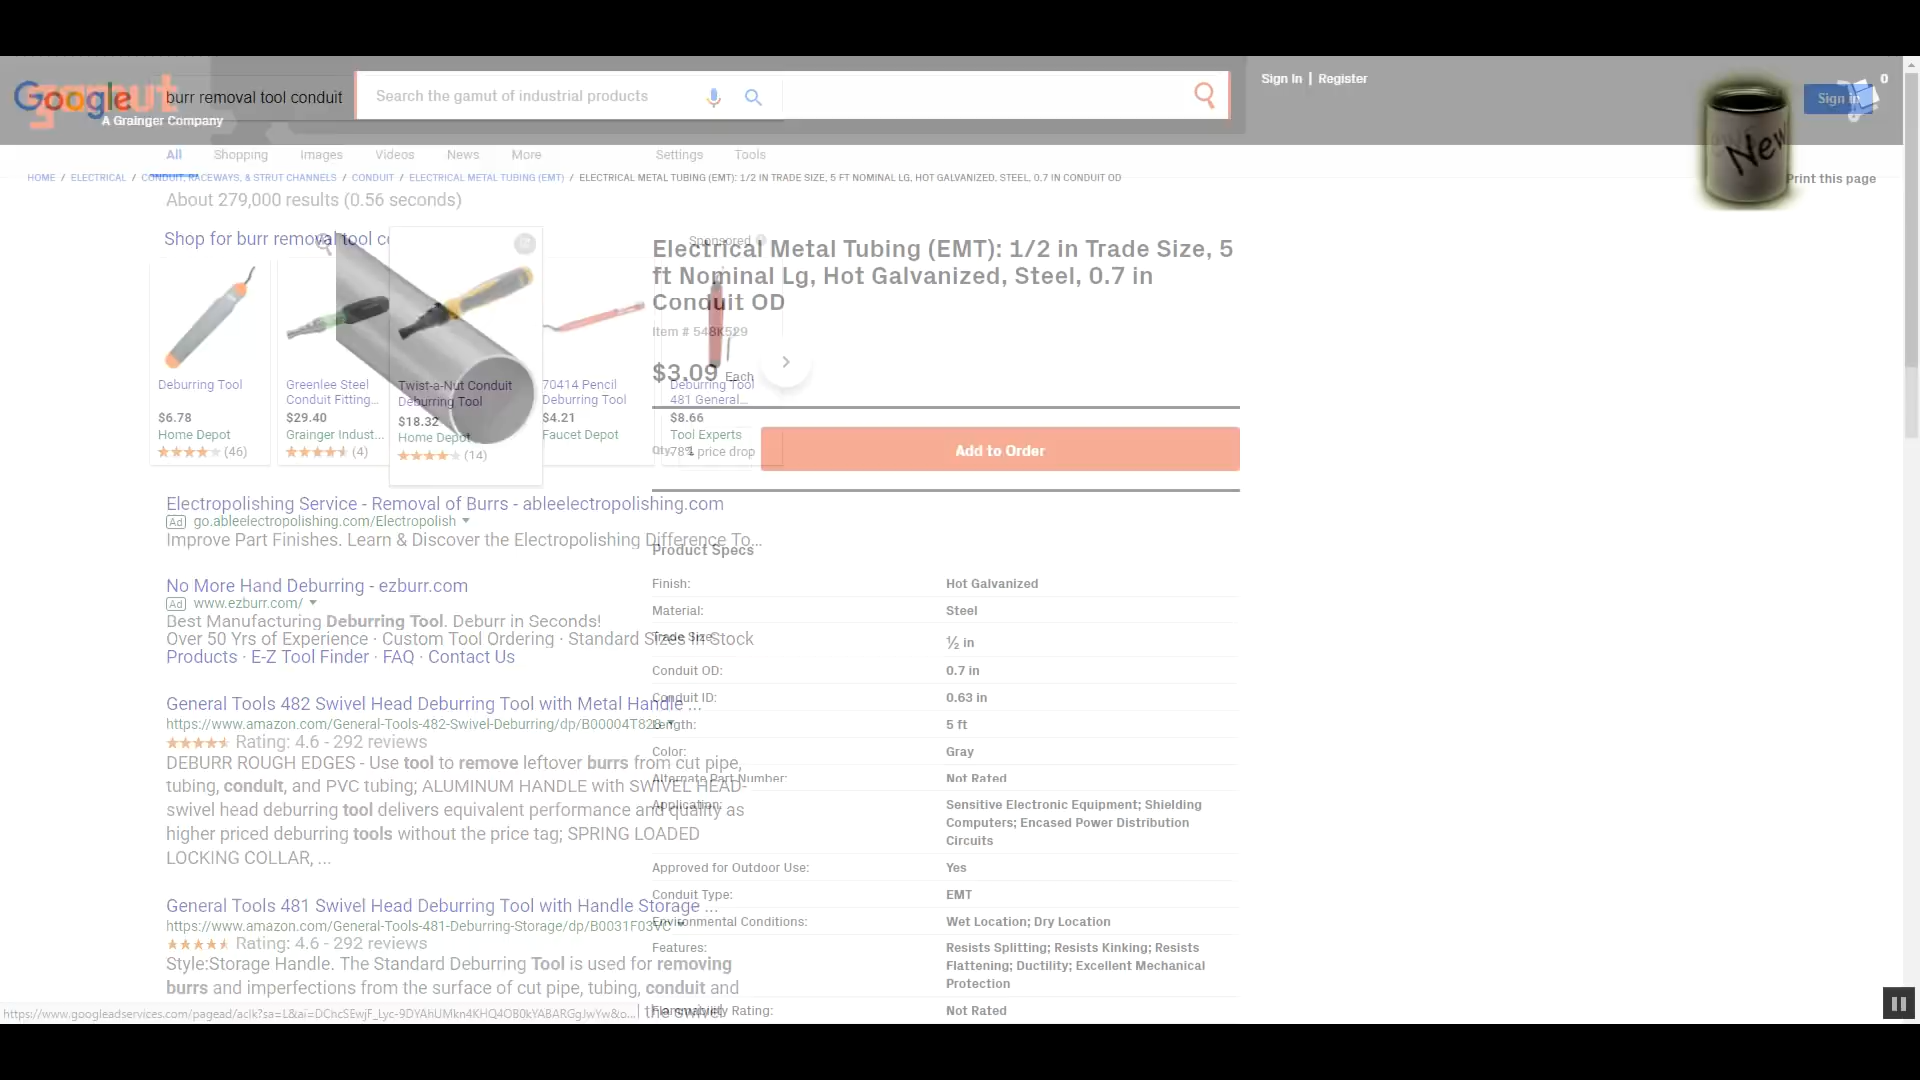 Google
gamut
A Grainger Company
burr removal tool conduit
Search the gamut of industrial products
Sign In | Register
Sign in
0
New
All Shopping Images Videos News More Settings Tools
HOME / ELECTRICAL / CONDUIT, RACEWAYS, & STRUT CHANNELS / CONDUIT / ELECTRICAL METAL TUBING (EMT) / ELECTRICAL METAL TUBING (EMT): 1/2 IN TRADE SIZE, 5 FT NOMINAL LG, HOT GALVANIZED, STEEL, 0.7 IN CONDUIT OD
Print this page
About 279,000 results (0.56 seconds)
Shop for burr removal tool
Sponsored
Deburring Tool
$6.78
Home Depot
(46)
Greenlee Steel
Conduit Fitting...
$29.40
Grainger Indust...
(4)
Twist-a-Nut Conduit
Deburring Tool
$18.32
Home Depot
(14)
70414 Pencil
Deburring Tool
$4.21
Faucet Depot
Deburring Tool
481 General...
$8.66
Tool Experts
78% price drop
Electropolishing Service - Removal of Burrs - ableelectropolishing.com
Ad go.ableelectropolishing.com/Electropolish
Improve Part Finishes. Learn & Discover the Electropolishing Difference To...
No More Hand Deburring - ezburr.com
Ad www.ezburr.com/
Best Manufacturing Deburring Tool. Deburr in Seconds!
Over 50 Yrs of Experience · Custom Tool Ordering · Standard Sizes In Stock
Products · E-Z Tool Finder · FAQ · Contact Us
General Tools 482 Swivel Head Deburring Tool with Metal Handle ...
https://www.amazon.com/General-Tools-482-Swivel-Deburring/dp/B00004T828
Rating: 4.6 - 292 reviews
DEBURR ROUGH EDGES - Use tool to remove leftover burrs from cut pipe,
tubing, conduit, and PVC tubing; ALUMINUM HANDLE with SWIVEL HEAD-
swivel head deburring tool delivers equivalent performance and quality as
higher priced deburring tools without the price tag; SPRING LOADED
LOCKING COLLAR, ...
General Tools 481 Swivel Head Deburring Tool with Handle Storage ...
https://www.amazon.com/General-Tools-481-Deburring-Storage/dp/B0031F03VC
Rating: 4.6 - 292 reviews
Style:Storage Handle. The Standard Deburring Tool is used for removing
burrs and imperfections from the surface of cut pipe, tubing, conduit and
the swivel
https://www.googleadservices.com/pagead/aclk?sa=L&ai=DChcSEwjF_Lyc-9DYAhUMkn4KHQ4OB0kYABARGgJwYw&o...
Electrical Metal Tubing (EMT): 1/2 in Trade Size, 5
ft Nominal Lg, Hot Galvanized, Steel, 0.7 in
Conduit OD
Item # 548K529
$3.09 Each
Qty. 1
Add to Order
Product Specs
Finish: Hot Galvanized
Material: Steel
Trade Size: ½ in
Conduit OD: 0.7 in
Conduit ID: 0.63 in
Length: 5 ft
Color: Gray
Alternate Part Number: Not Rated
Application: Sensitive Electronic Equipment; Shielding
Computers; Encased Power Distribution
Circuits
Approved for Outdoor Use: Yes
Conduit Type: EMT
Environmental Conditions: Wet Location; Dry Location
Features: Resists Splitting; Resists Kinking; Resists
Flattening; Ductility; Excellent Mechanical
Protection
Flammability Rating: Not Rated